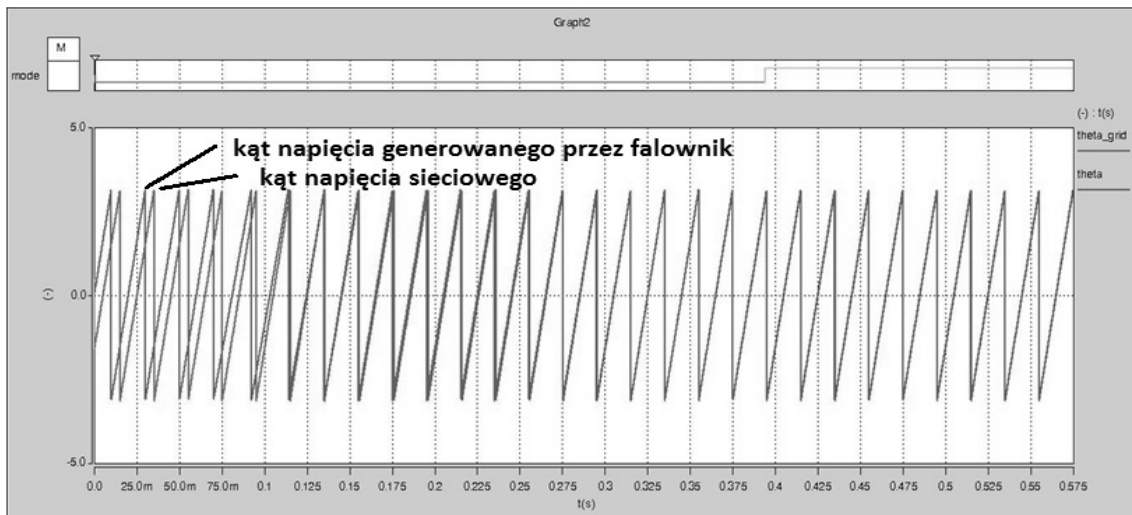 Graph2
M
mode
(-) : t(s)
theta_grid
theta
5.0
kąt napięcia generowanego przez falownik
kąt napięcia sieciowego
(-)
0.0
-5.0
0.0 25.0m 50.0m 75.0m 0.1 0.125 0.15 0.175 0.2 0.225 0.25 0.275 0.3 0.325 0.35 0.375 0.4 0.425 0.45 0.475 0.5 0.525 0.55 0.575
t(s)